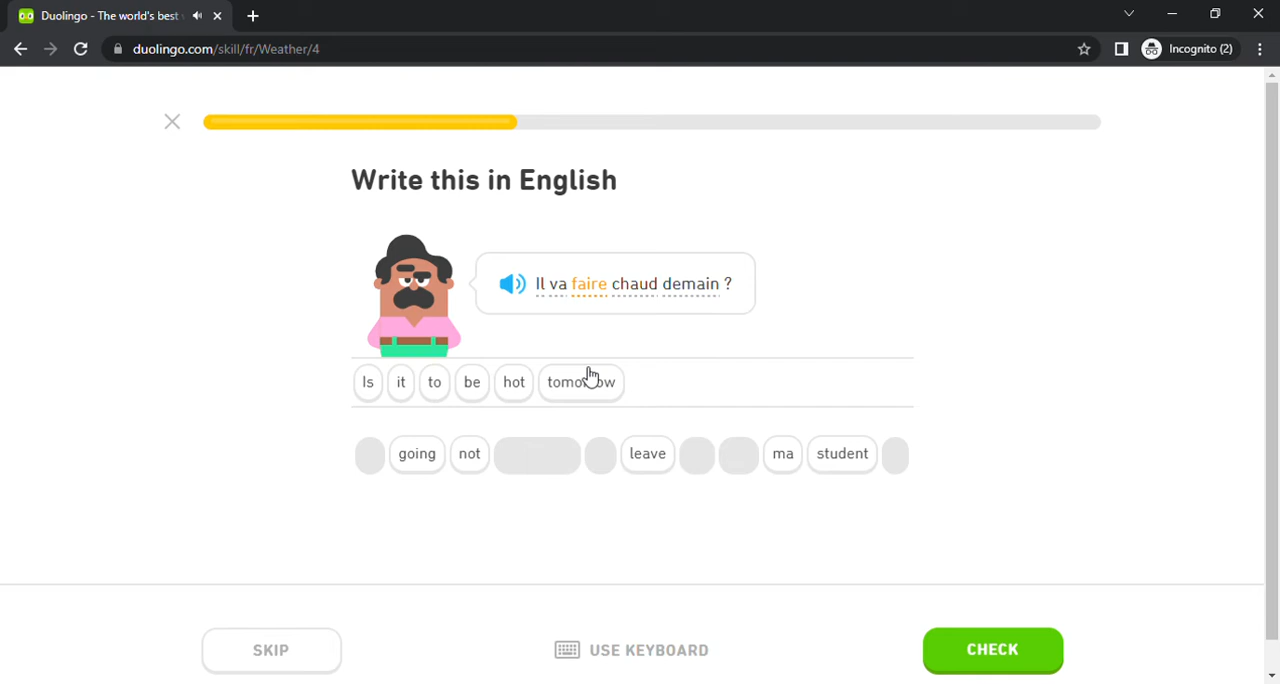 Duolingo - The world's best
duolingo.com/skill/fr/Weather/4
Incognito (2)
Write this in English
Il va faire chaud demain ?
Is it to be hot
going not leave ma student
SKIP USE KEYBOARD CHECK